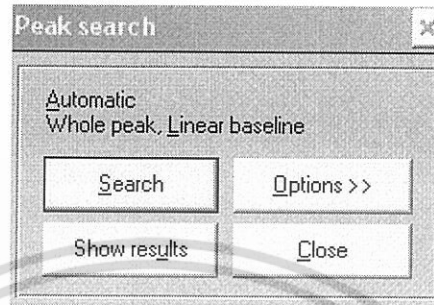 Peak search
Automatic
Whole peak, Linear baseline
Search
Options >>
Show results
Close